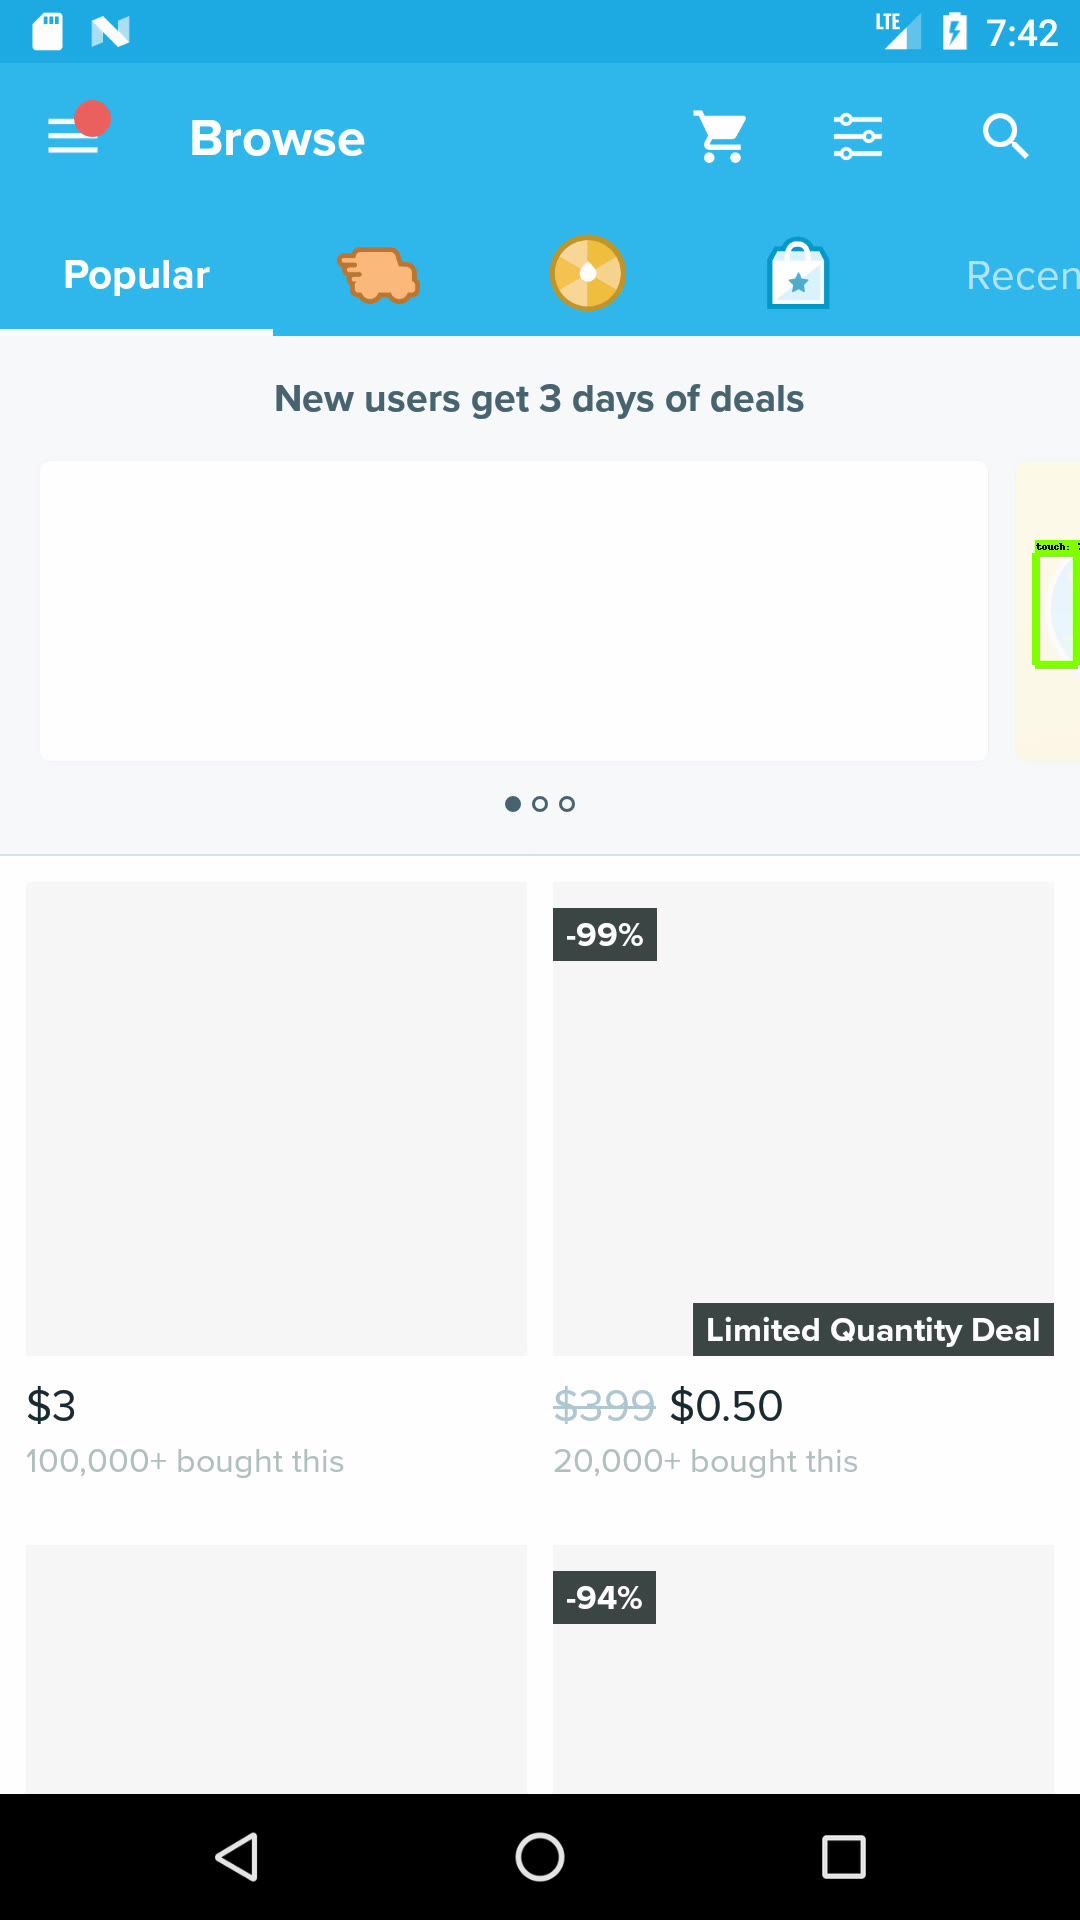 LTE 7:42
Browse
Popular Recen
New users get 3 days of deals
touch:
-99%
Limited Quantity Deal
$3
$399 $0.50
100,000+ bought this
20,000+ bought this
-94%